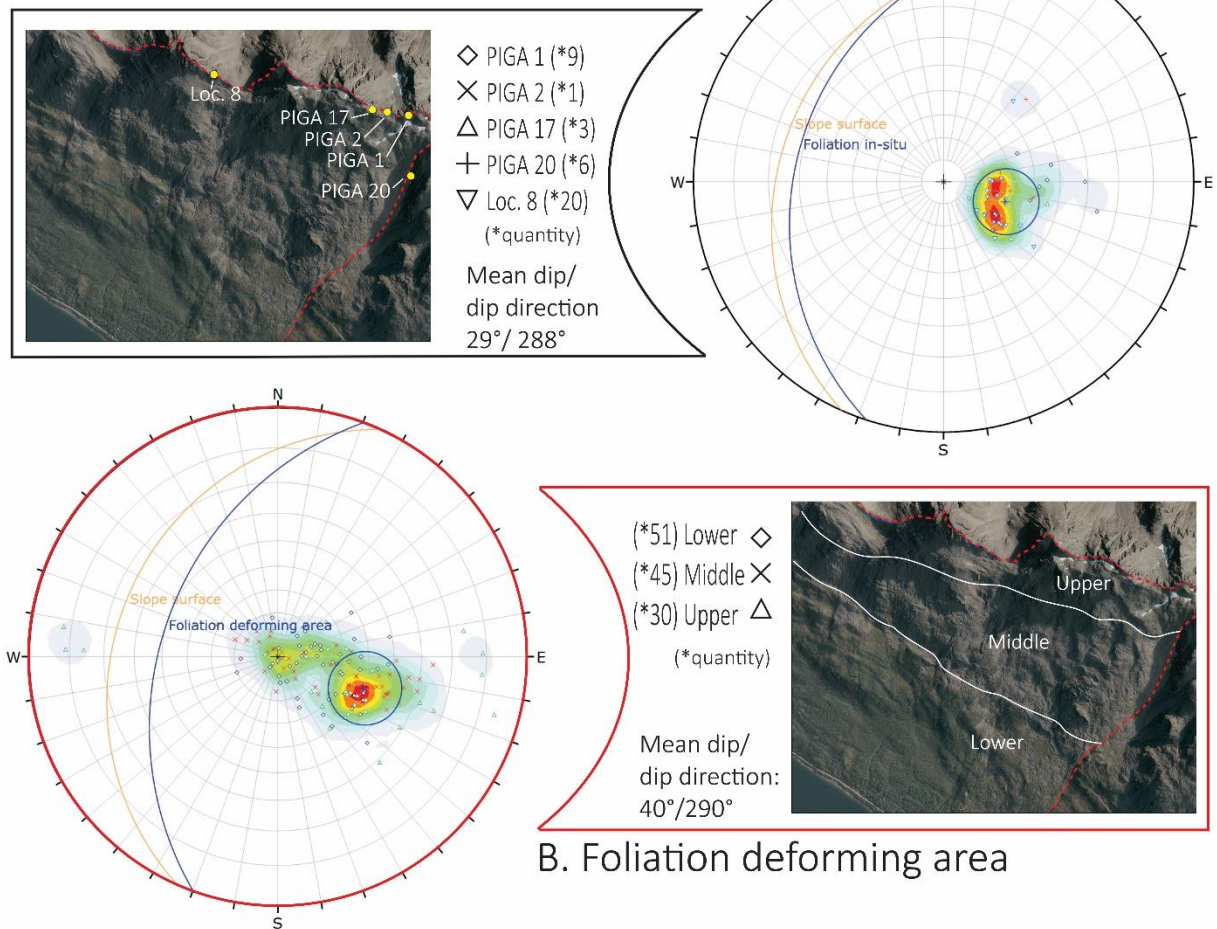 Loc. 8
PIGA 17
PIGA 2
PIGA 1
PIGA 20
◇ PIGA 1 (*9)
× PIGA 2 (*1)
△ PIGA 17 (*3)
+ PIGA 20 (*6)
▽ Loc. 8 (*20)
(*quantity)
Mean dip/
dip direction
29°/ 288°
Slope surface
Foliation in-situ
W
E
S
N
Slope surface
Foliation deforming area
W
E
S
(*51) Lower ◇
(*45) Middle ×
(*30) Upper △
(*quantity)
Mean dip/
dip direction:
40°/290°
Upper
Middle
Lower
B. Foliation deforming area